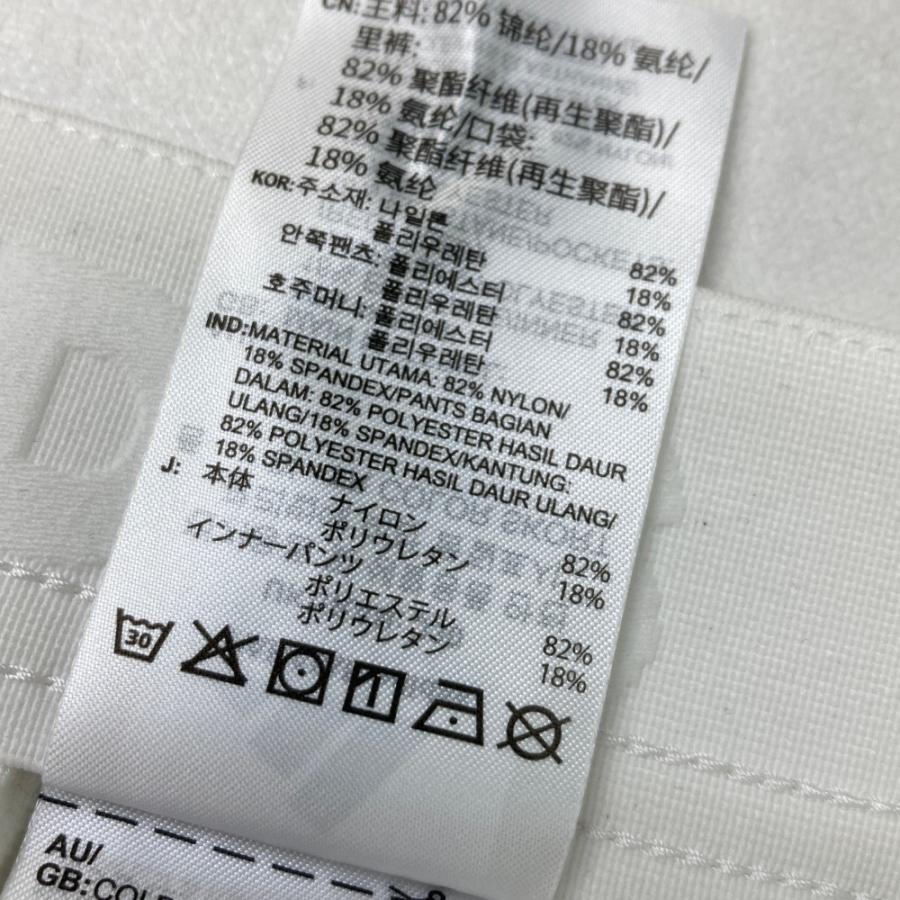 CN:主料: 82% 锦纶/18% 氨纶/
里裤:
82% 聚酯纤维(再生聚酯)/
18% 氨纶/口袋:
82% 聚酯纤维(再生聚酯)/
18% 氨纶
KOR:주소재: 나일론 82%
폴리우레탄 18%
안쪽팬츠: 폴리에스터 82%
폴리우레탄 18%
호주머니: 폴리에스터 82%
폴리우레탄 18%
IND:MATERIAL UTAMA: 82% NYLON/
18% SPANDEX/PANTS BAGIAN
DALAM: 82% POLYESTER HASIL DAUR
ULANG/18% SPANDEX/KANTUNG:
82% POLYESTER HASIL DAUR ULANG/
18% SPANDEX
J: 本体
ナイロン 82%
ポリウレタン 18%
インナーパンツ
ポリエステル 82%
ポリウレタン 18%
30
AU/
GB: